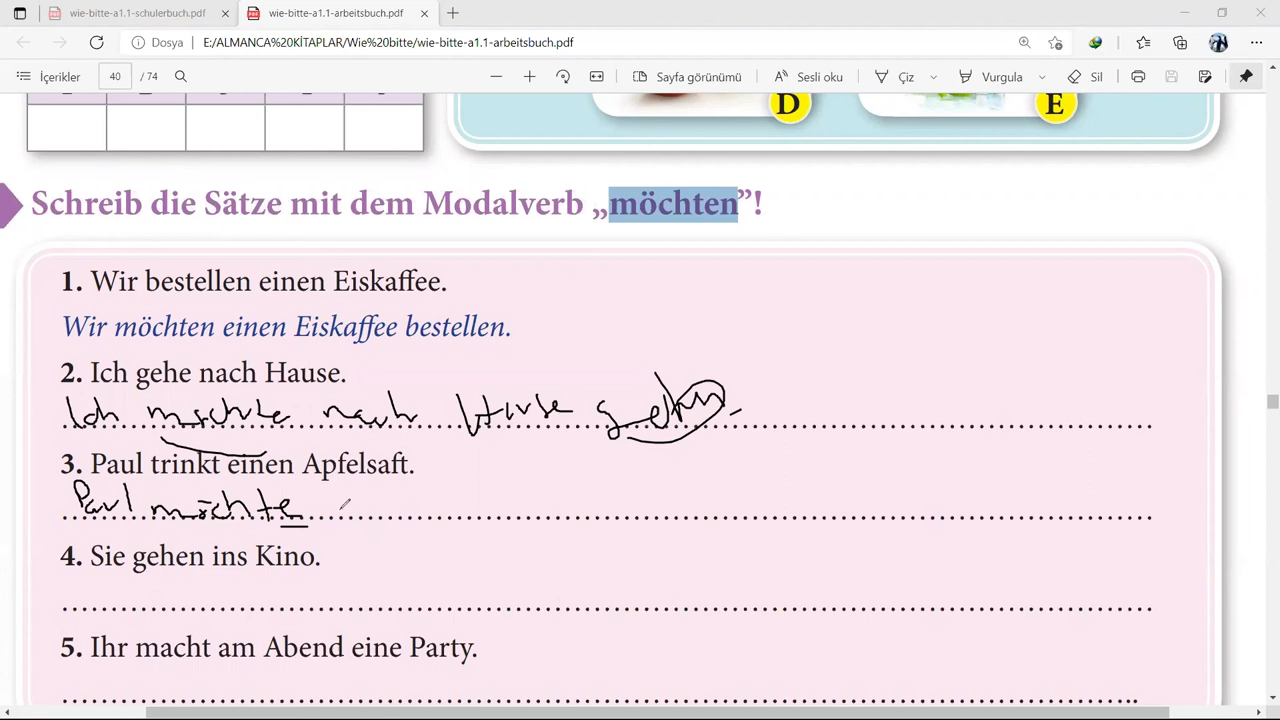 wie-bitte-a1.1-schulerbuch.pdf wie-bitte-a1.1-arbeitsbuch.pdf
Dosya E:/ALMANCA%20KİTAPLAR/Wie%20bitte/wie-bitte-a1.1-arbeitsbuch.pdf
İçerikler 40 / 74 Sayfa görünümü Sesli oku Çiz Vurgula Sil
D E
Schreib die Sätze mit dem Modalverb „möchten”!
1. Wir bestellen einen Eiskaffee.
Wir möchten einen Eiskaffee bestellen.
2. Ich gehe nach Hause.
Ich möchte nach Hause gehen.
3. Paul trinkt einen Apfelsaft.
Paul möchte
4. Sie gehen ins Kino.
5. Ihr macht am Abend eine Party.